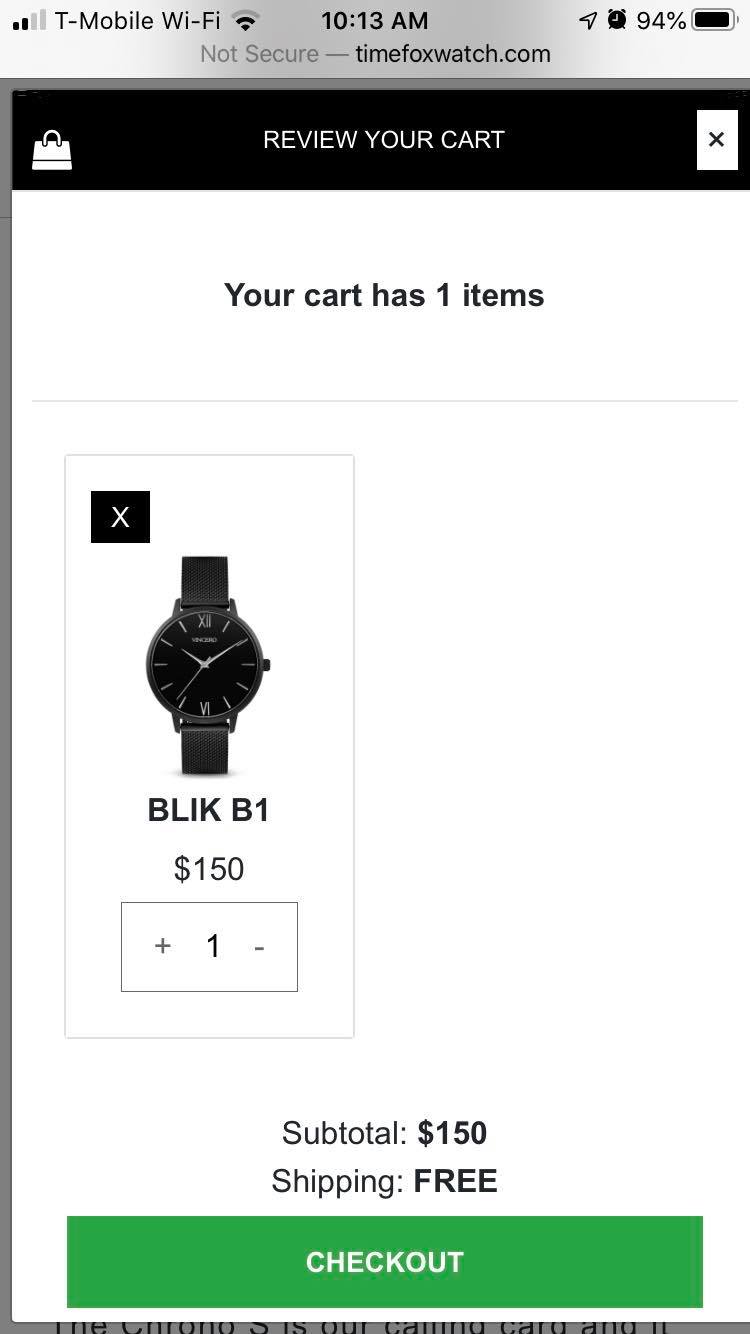 T-Mobile Wi-Fi 10:13 AM 94%
Not Secure — timefoxwatch.com
REVIEW YOUR CART ×
Your cart has 1 items
X
XII
VINCERO
VI
BLIK B1
$150
+ 1 -
Subtotal: $150
Shipping: FREE
CHECKOUT
The Chrono S is our calling card and it